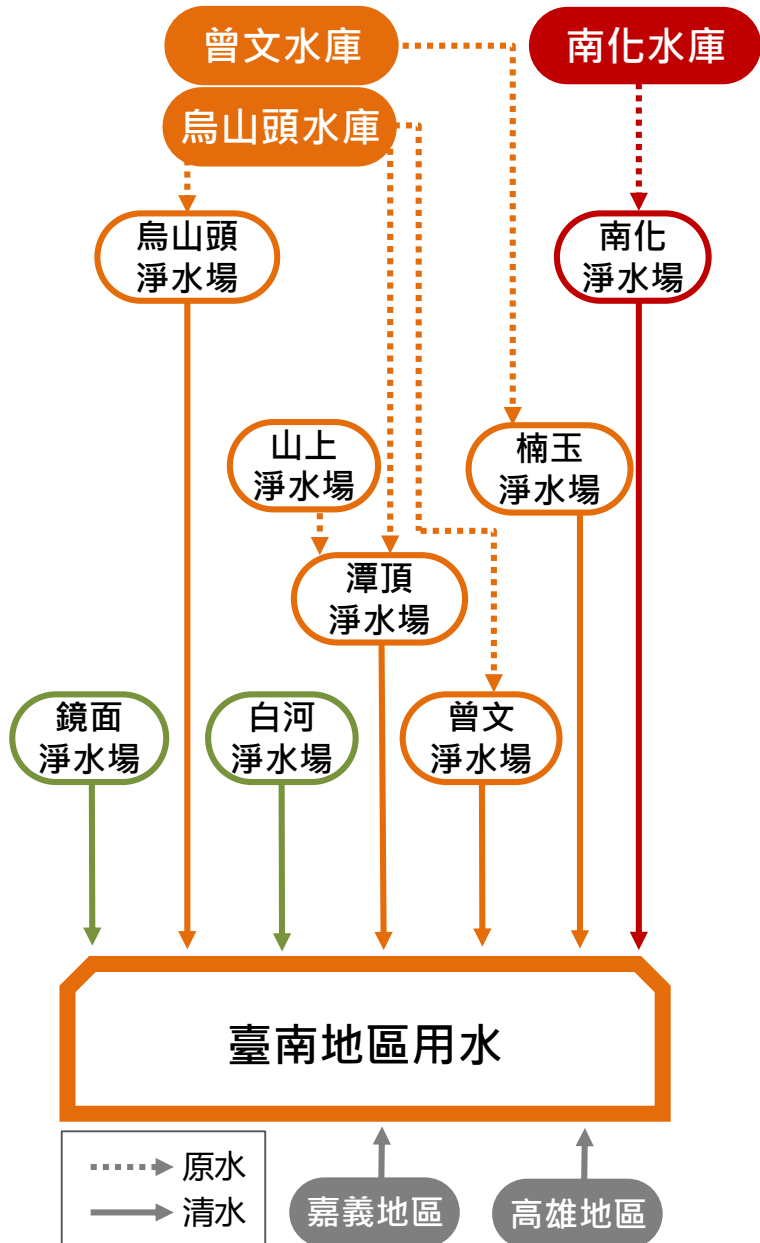 曾文水庫
南化水庫
烏山頭水庫
烏山頭
淨水場
南化
淨水場
山上
淨水場
楠玉
淨水場
潭頂
淨水場
鏡面
淨水場
白河
淨水場
曾文
淨水場
臺南地區用水
原水
清水
嘉義地區
高雄地區